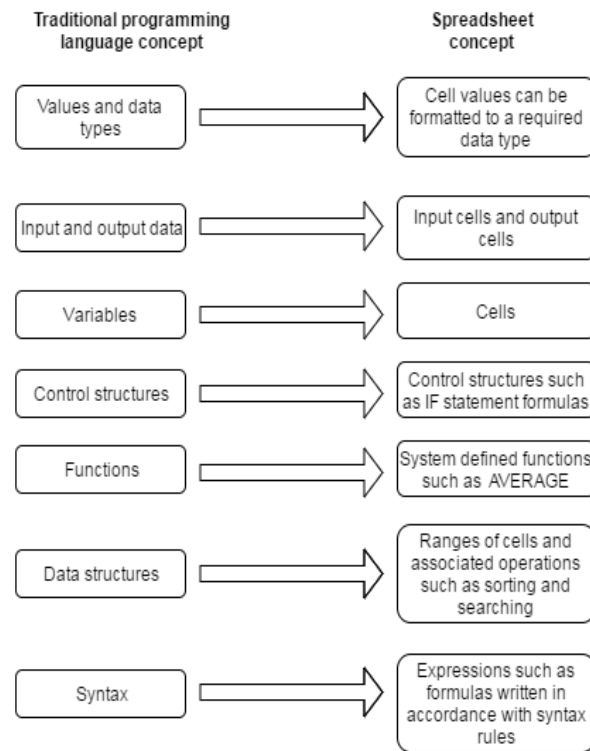 Traditional programming
language concept
Spreadsheet
concept
Values and data
types
Cell values can be
formatted to a required
data type
Input and output data
Input cells and output
cells
Variables
Cells
Control structures
Control structures such
as IF statement formulas
Functions
System defined functions
such as AVERAGE
Data structures
Ranges of cells and
associated operations
such as sorting and
searching
Syntax
Expressions such as
formulas written in
accordance with syntax
rules